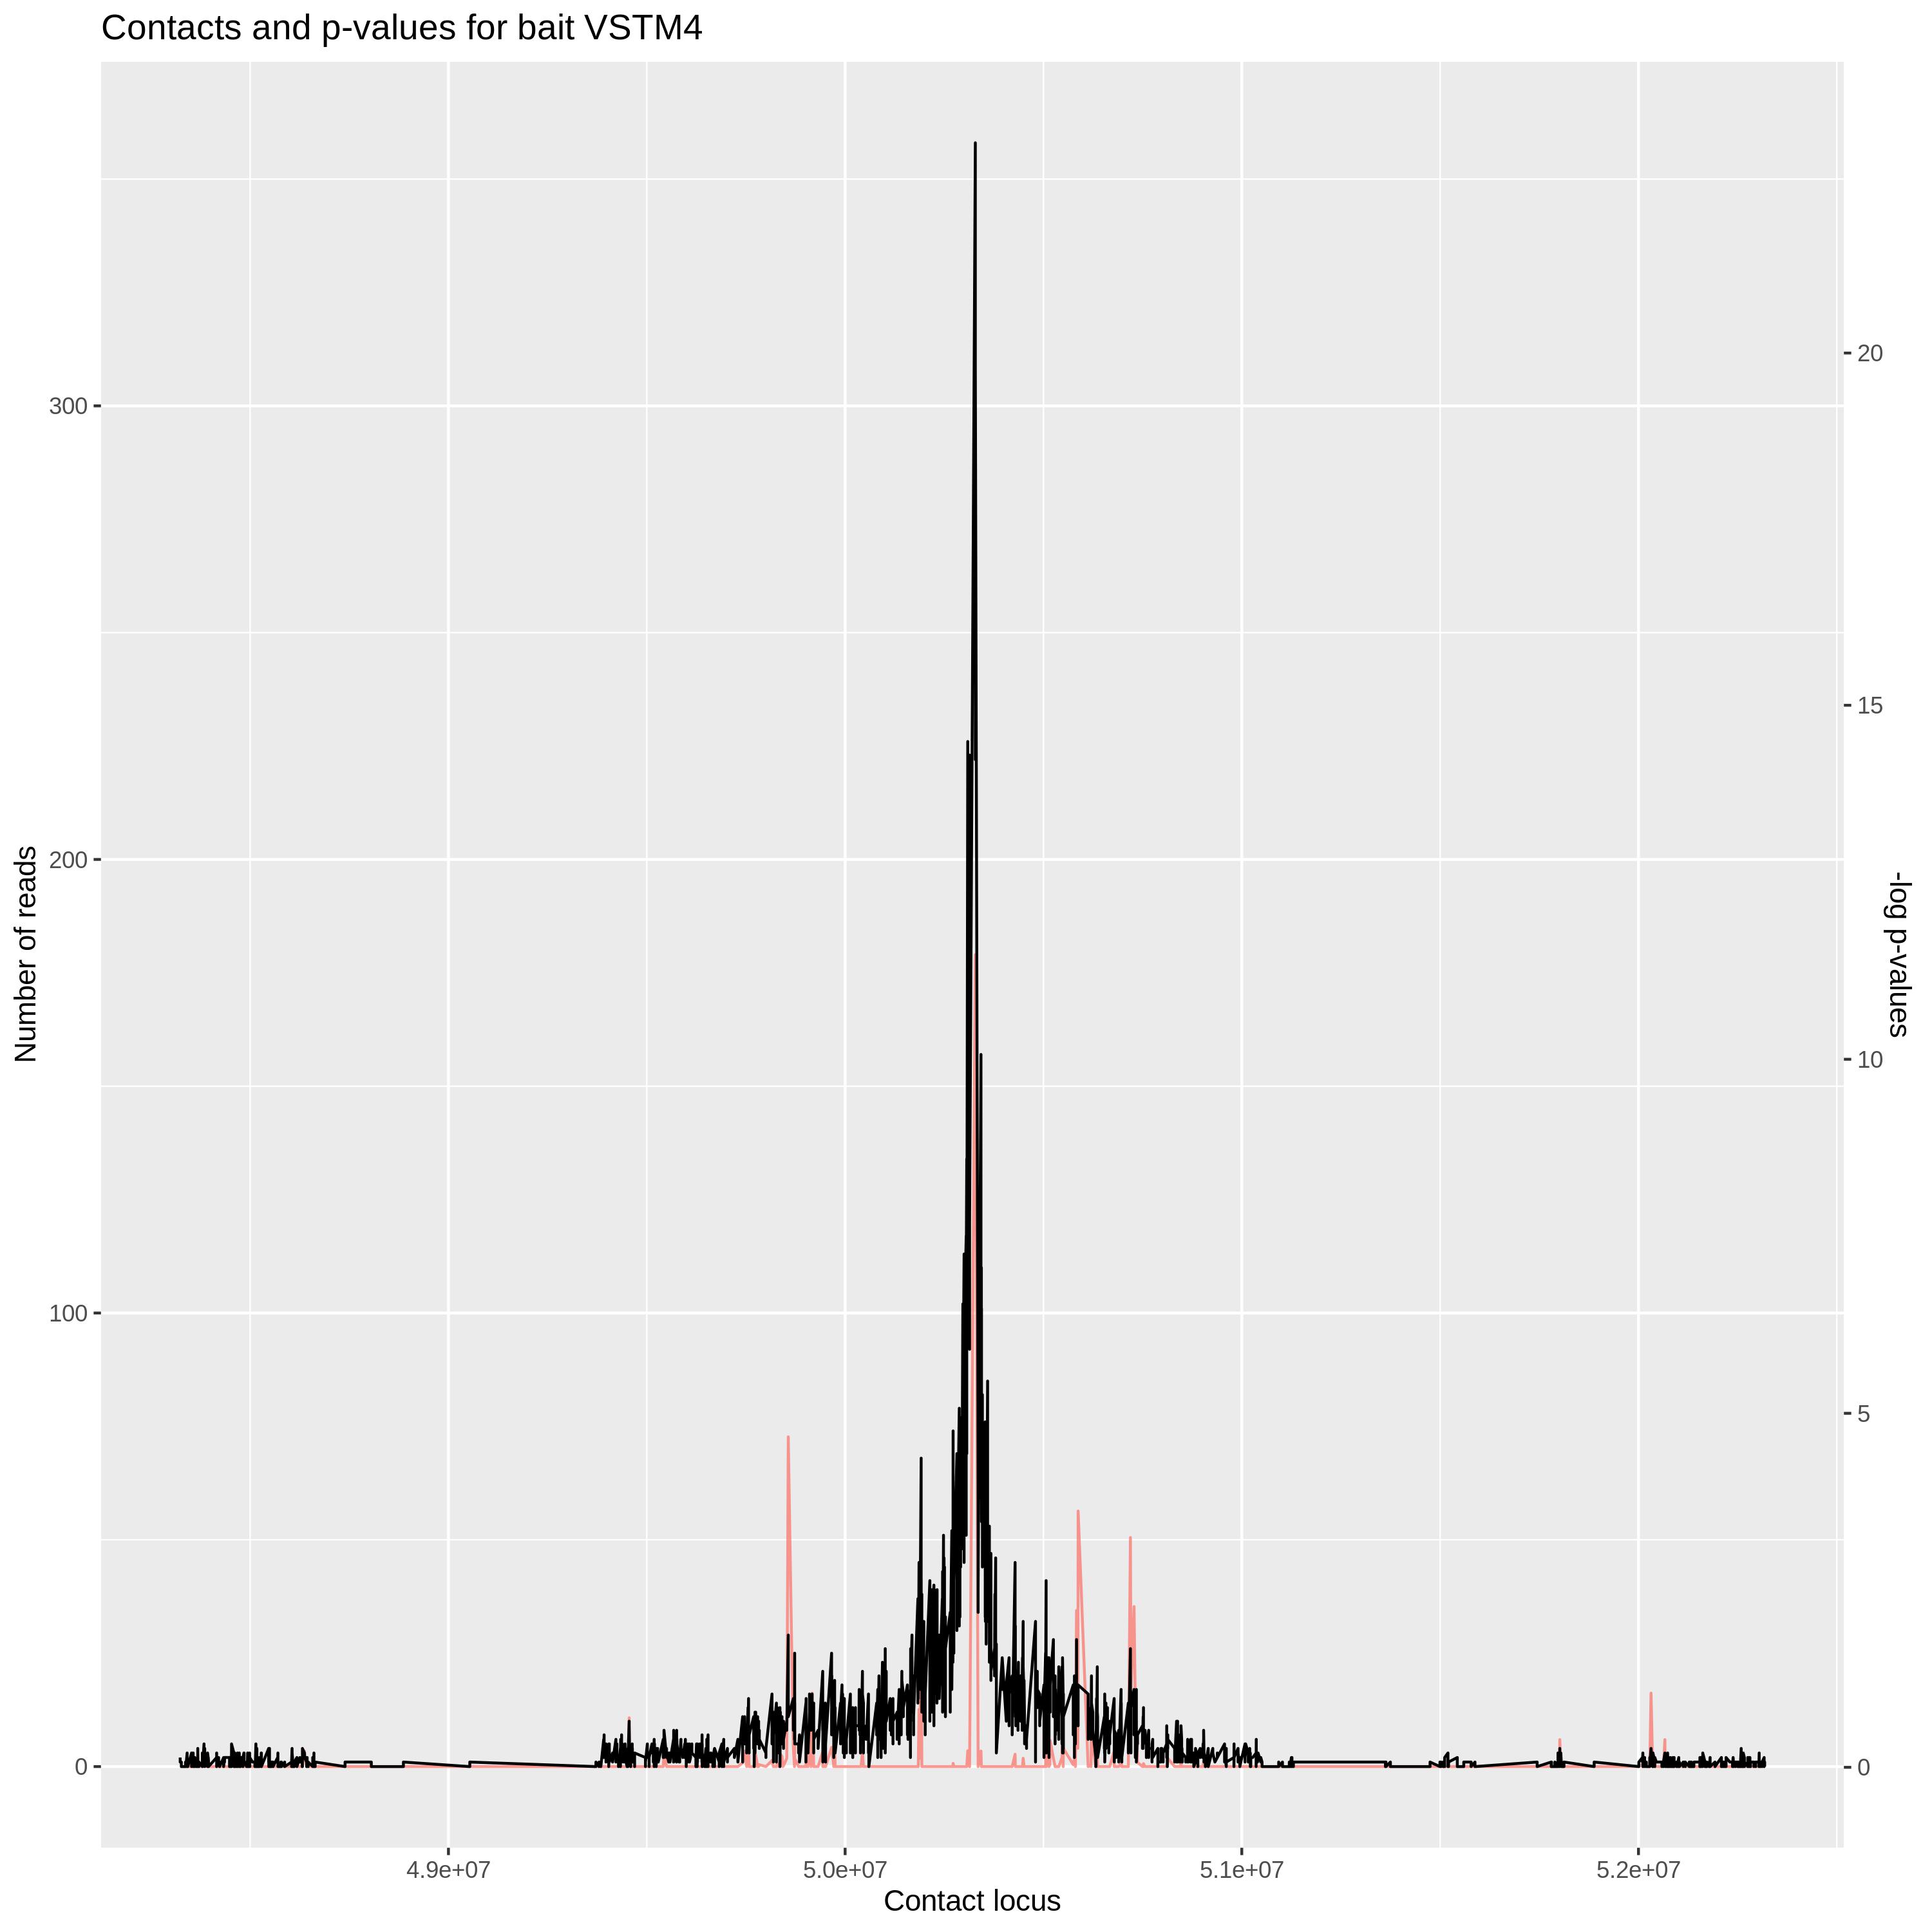 Contacts and p-values for bait VSTM4
300
200
100
0
Number of reads
20
15
10
5
0
-log p-values
4.9e+07 5.0e+07 5.1e+07 5.2e+07
Contact locus